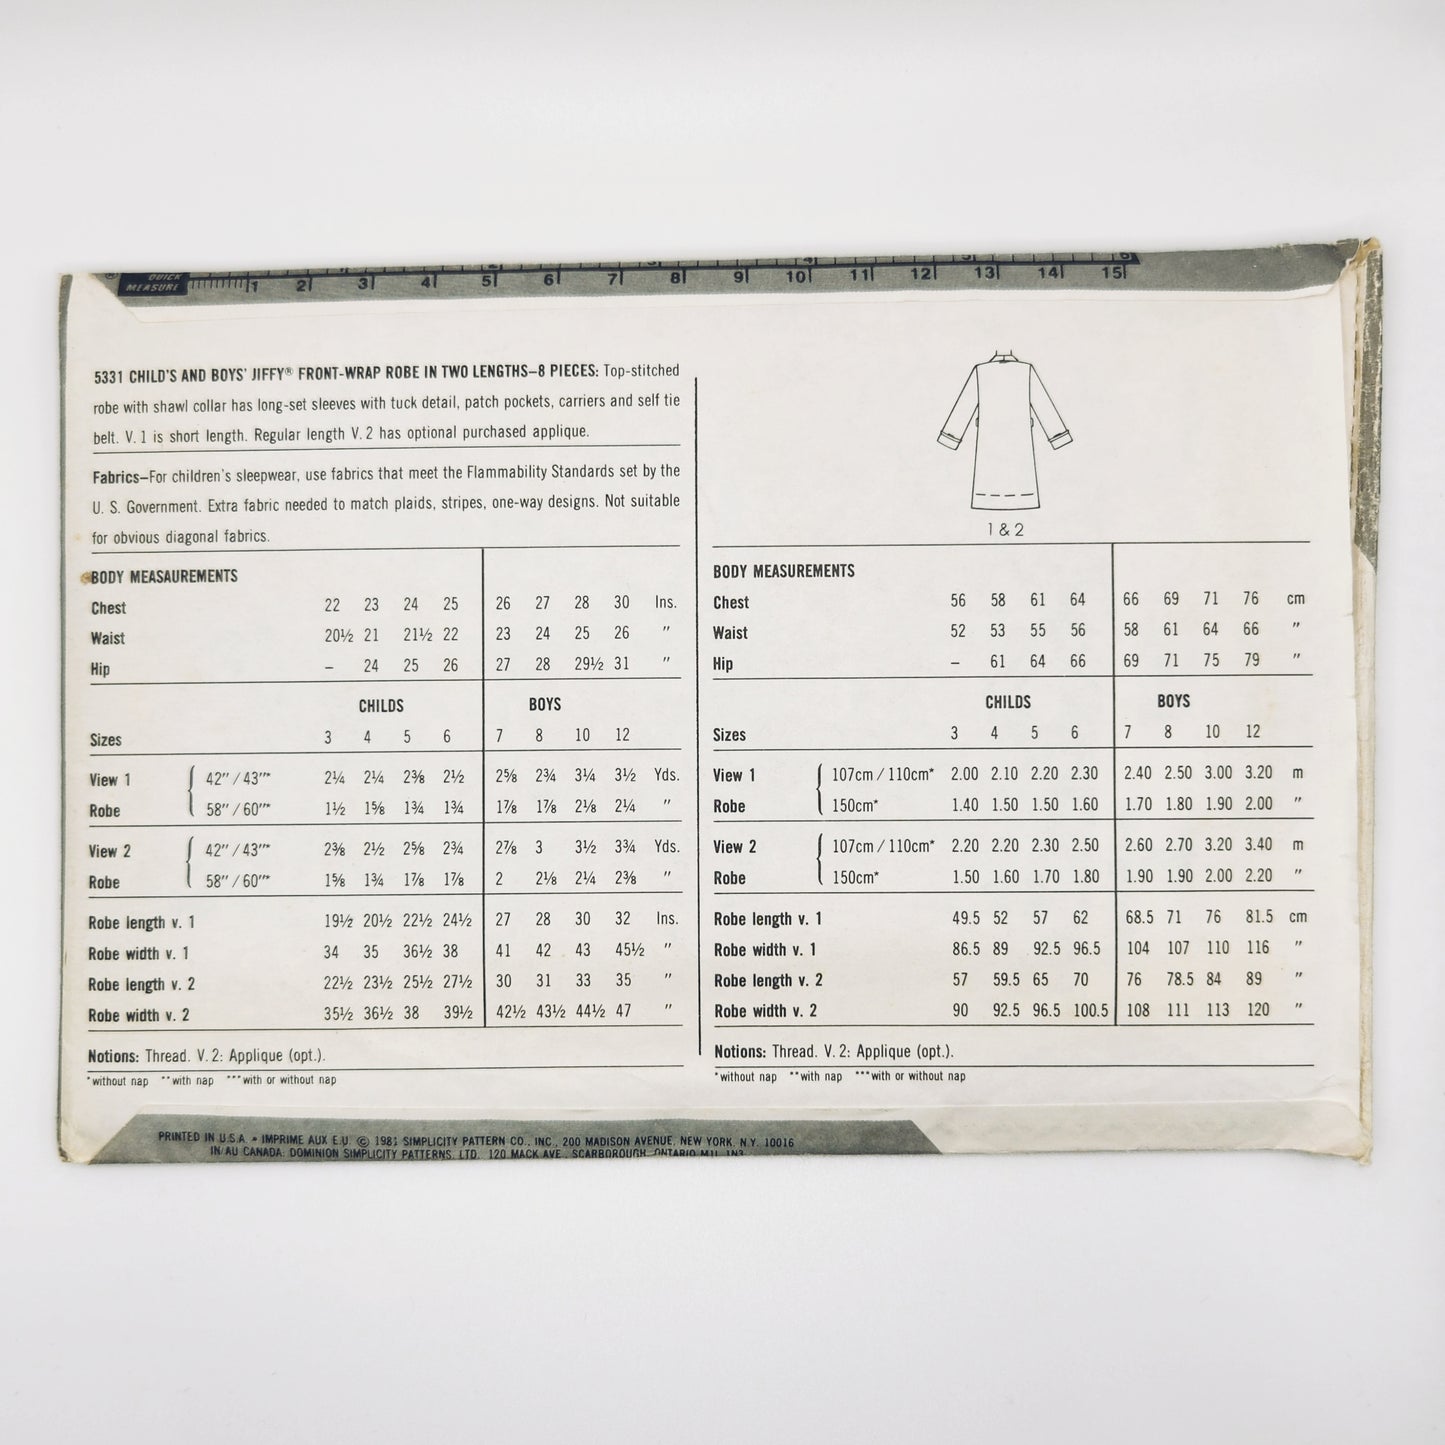 QUICK
MEASURE 1 2 3 4 5 6 7 8 9 10 11 12 13 14 15
5331 CHILD'S AND BOYS' JIFFY® FRONT-WRAP ROBE IN TWO LENGTHS–8 PIECES: Top-stitched
robe with shawl collar has long-set sleeves with tuck detail, patch pockets, carriers and self tie
belt. V. 1 is short length. Regular length V. 2 has optional purchased applique.
Fabrics–For children's sleepwear, use fabrics that meet the Flammability Standards set by the
U. S. Government. Extra fabric needed to match plaids, stripes, one-way designs. Not suitable
for obvious diagonal fabrics.
BODY MEASAUREMENTS
Chest 22 23 24 25 26 27 28 30 Ins.
Waist 20½ 21 21½ 22 23 24 25 26 "
Hip – 24 25 26 27 28 29½ 31 "
CHILDS BOYS
Sizes 3 4 5 6 7 8 10 12
View 1 42" / 43"* 2¼ 2¼ 2⅜ 2½ 2⅝ 2¾ 3¼ 3½ Yds.
Robe 58" / 60"* 1½ 1⅝ 1¾ 1¾ 1⅞ 1⅞ 2⅛ 2¼ "
View 2 42" / 43"* 2⅜ 2½ 2⅝ 2¾ 2⅞ 3 3½ 3¾ Yds.
Robe 58" / 60"* 1⅝ 1¾ 1⅞ 1⅞ 2 2⅛ 2¼ 2⅜ "
Robe length v. 1 19½ 20½ 22½ 24½ 27 28 30 32 Ins.
Robe width v. 1 34 35 36½ 38 41 42 43 45½ "
Robe length v. 2 22½ 23½ 25½ 27½ 30 31 33 35 "
Robe width v. 2 35½ 36½ 38 39½ 42½ 43½ 44½ 47 "
Notions: Thread. V. 2: Applique (opt.).
*without nap **with nap ***with or without nap
1 & 2
BODY MEASUREMENTS
Chest 56 58 61 64 66 69 71 76 cm
Waist 52 53 55 56 58 61 64 66 "
Hip – 61 64 66 69 71 75 79 "
CHILDS BOYS
Sizes 3 4 5 6 7 8 10 12
View 1 107cm / 110cm* 2.00 2.10 2.20 2.30 2.40 2.50 3.00 3.20 m
Robe 150cm* 1.40 1.50 1.50 1.60 1.70 1.80 1.90 2.00 "
View 2 107cm / 110cm* 2.20 2.20 2.30 2.50 2.60 2.70 3.20 3.40 m
Robe 150cm* 1.50 1.60 1.70 1.80 1.90 1.90 2.00 2.20 "
Robe length v. 1 49.5 52 57 62 68.5 71 76 81.5 cm
Robe width v. 1 86.5 89 92.5 96.5 104 107 110 116 "
Robe length v. 2 57 59.5 65 70 76 78.5 84 89 "
Robe width v. 2 90 92.5 96.5 100.5 108 111 113 120 "
Notions: Thread. V. 2: Applique (opt.).
*without nap **with nap ***with or without nap
PRINTED IN U.S.A. • IMPRIME AUX E.U. © 1981 SIMPLICITY PATTERN CO., INC., 200 MADISON AVENUE, NEW YORK, N.Y. 10016
IN/AU CANADA: DOMINION SIMPLICITY PATTERNS, LTD. 120 MACK AVE., SCARBOROUGH, ONTARIO M1L 1N3